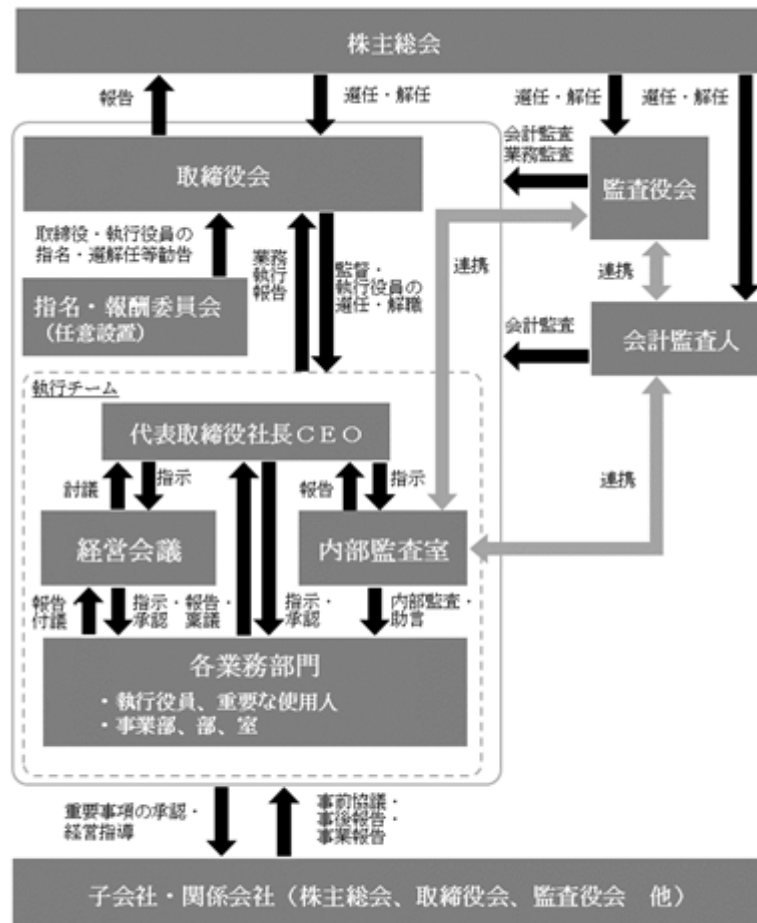 株主総会
報告
選任・解任
選任・解任
選任・解任
会計監査
業務監査
取締役会
監査役会
取締役・執行役員の
指名・選解任等勧告
業務
執行
報告
監督・
執行役員の
選任・解職
連携
連携
指名・報酬委員会
(任意設置)
会計監査
会計監査人
執行チーム
代表取締役社長CEO
討議
指示
報告
指示
連携
経営会議
内部監査室
報告
付議
指示・
承認
報告・
稟議
指示・
承認
内部監査・
助言
各業務部門
・執行役員、重要な使用人
・事業部、部、室
重要事項の承認・
経営指導
事前協議・
事後報告・
事業報告
子会社・関係会社(株主総会、取締役会、監査役会 他)